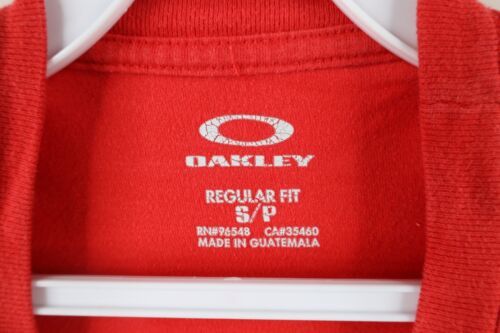 OAKLEY
REGULAR FIT
S/P
RN#96548 CA#35460
MADE IN GUATEMALA